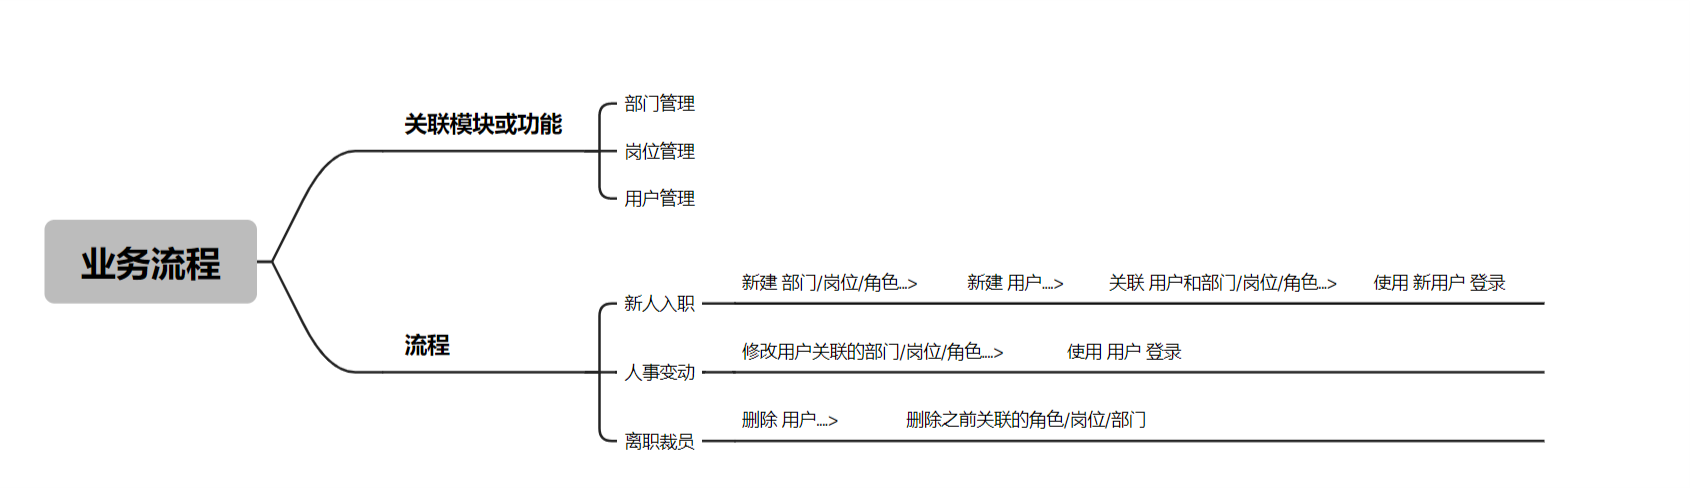 业务流程
关联模块或功能
部门管理
岗位管理
用户管理
流程
新人入职
新建 部门/岗位/角色...> 新建 用户....> 关联 用户和部门/岗位/角色...> 使用 新用户 登录
人事变动
修改用户关联的部门/岗位/角色....> 使用 用户 登录
离职裁员
删除 用户....> 删除之前关联的角色/岗位/部门